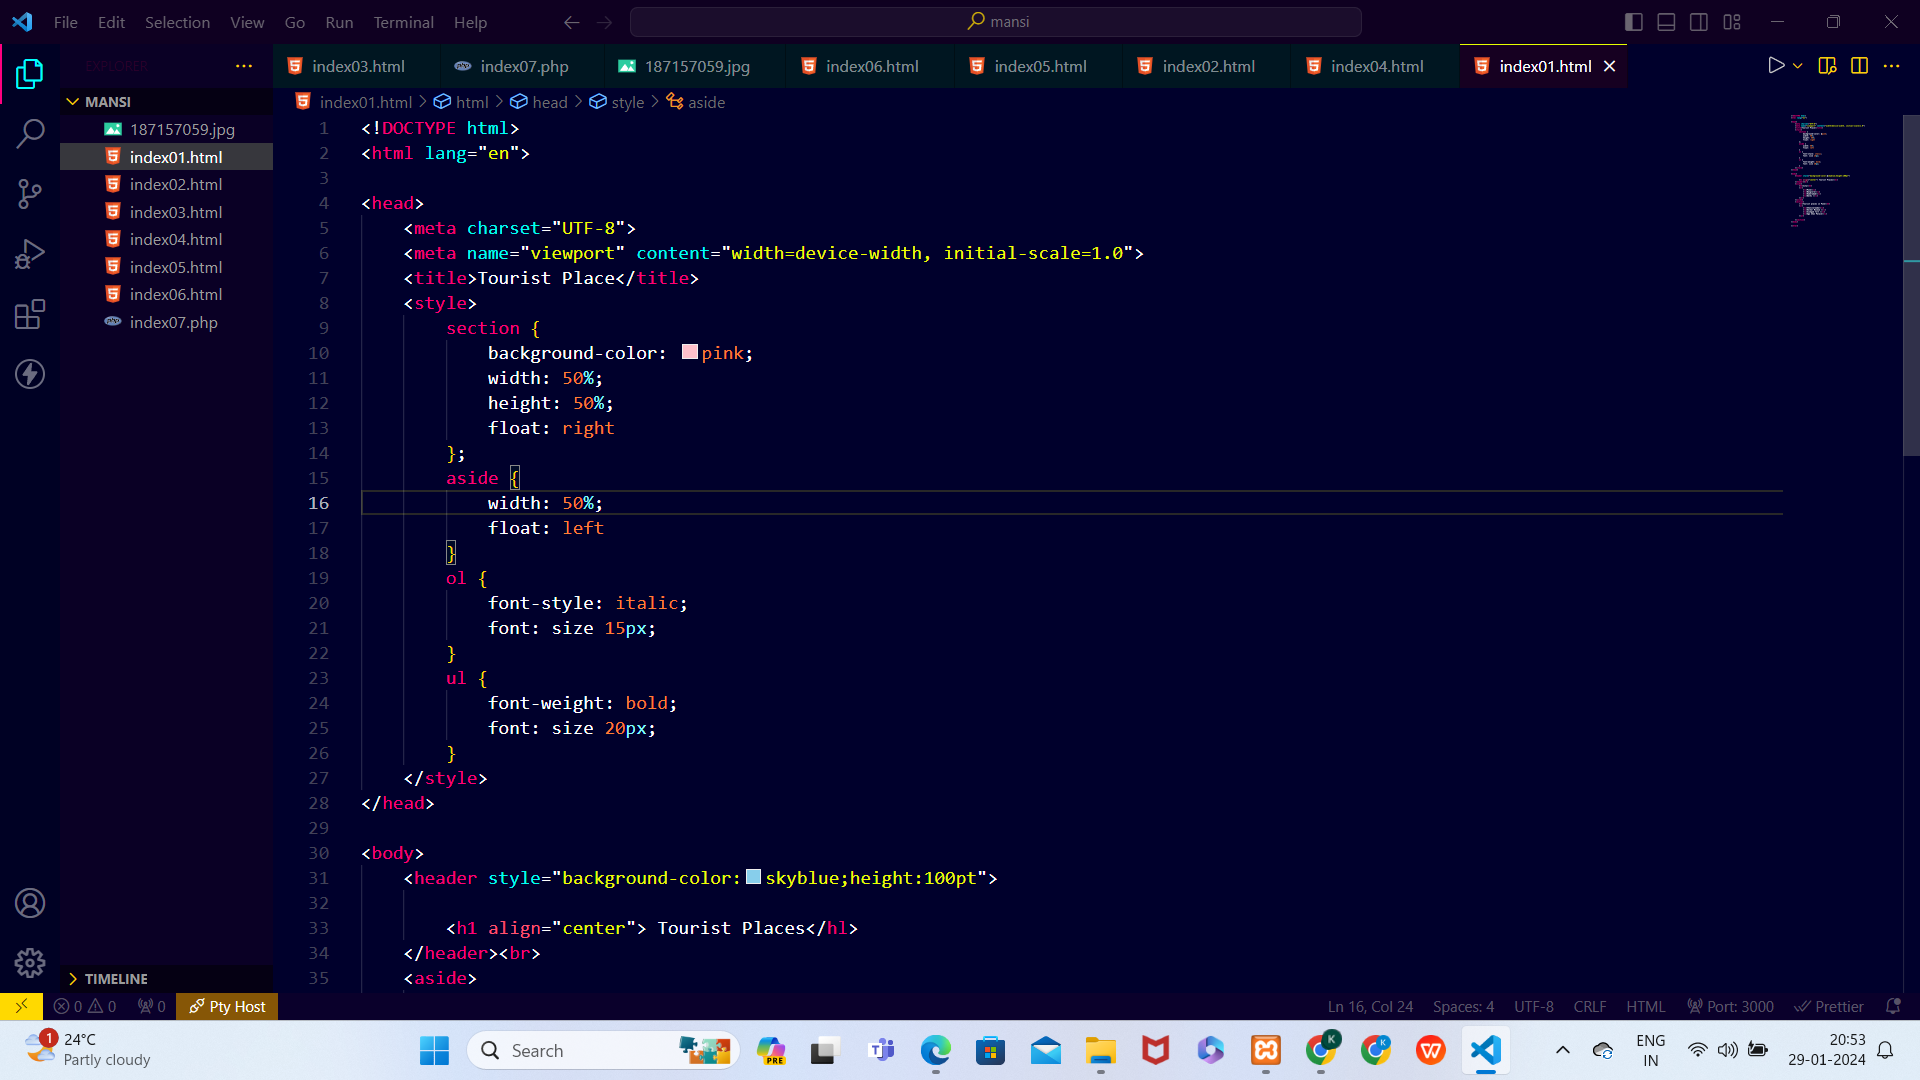 File Edit Selection View Go Run Terminal Help
mansi
EXPLORER
index03.html index07.php 187157059.jpg index06.html index05.html index02.html index04.html index01.html
MANSI
187157059.jpg
index01.html
index02.html
index03.html
index04.html
index05.html
index06.html
index07.php
TIMELINE
index01.html > html > head > style > aside
1 <!DOCTYPE html>
2 <html lang="en">
3
4 <head>
5 <meta charset="UTF-8">
6 <meta name="viewport" content="width=device-width, initial-scale=1.0">
7 <title>Tourist Place</title>
8 <style>
9 section {
10 background-color: pink;
11 width: 50%;
12 height: 50%;
13 float: right
14 };
15 aside {
16 width: 50%;
17 float: left
18 }
19 ol {
20 font-style: italic;
21 font: size 15px;
22 }
23 ul {
24 font-weight: bold;
25 font: size 20px;
26 }
27 </style>
28 </head>
29
30 <body>
31 <header style="background-color:skyblue;height:100pt">
32
33 <h1 align="center"> Tourist Places</hl>
34 </header><br>
35 <aside>
0 0 0 Pty Host Ln 16, Col 24 Spaces: 4 UTF-8 CRLF HTML Port: 3000 Prettier
1 24°C
Partly cloudy
Search
PRE
K
K
ENG
IN
20:53
29-01-2024